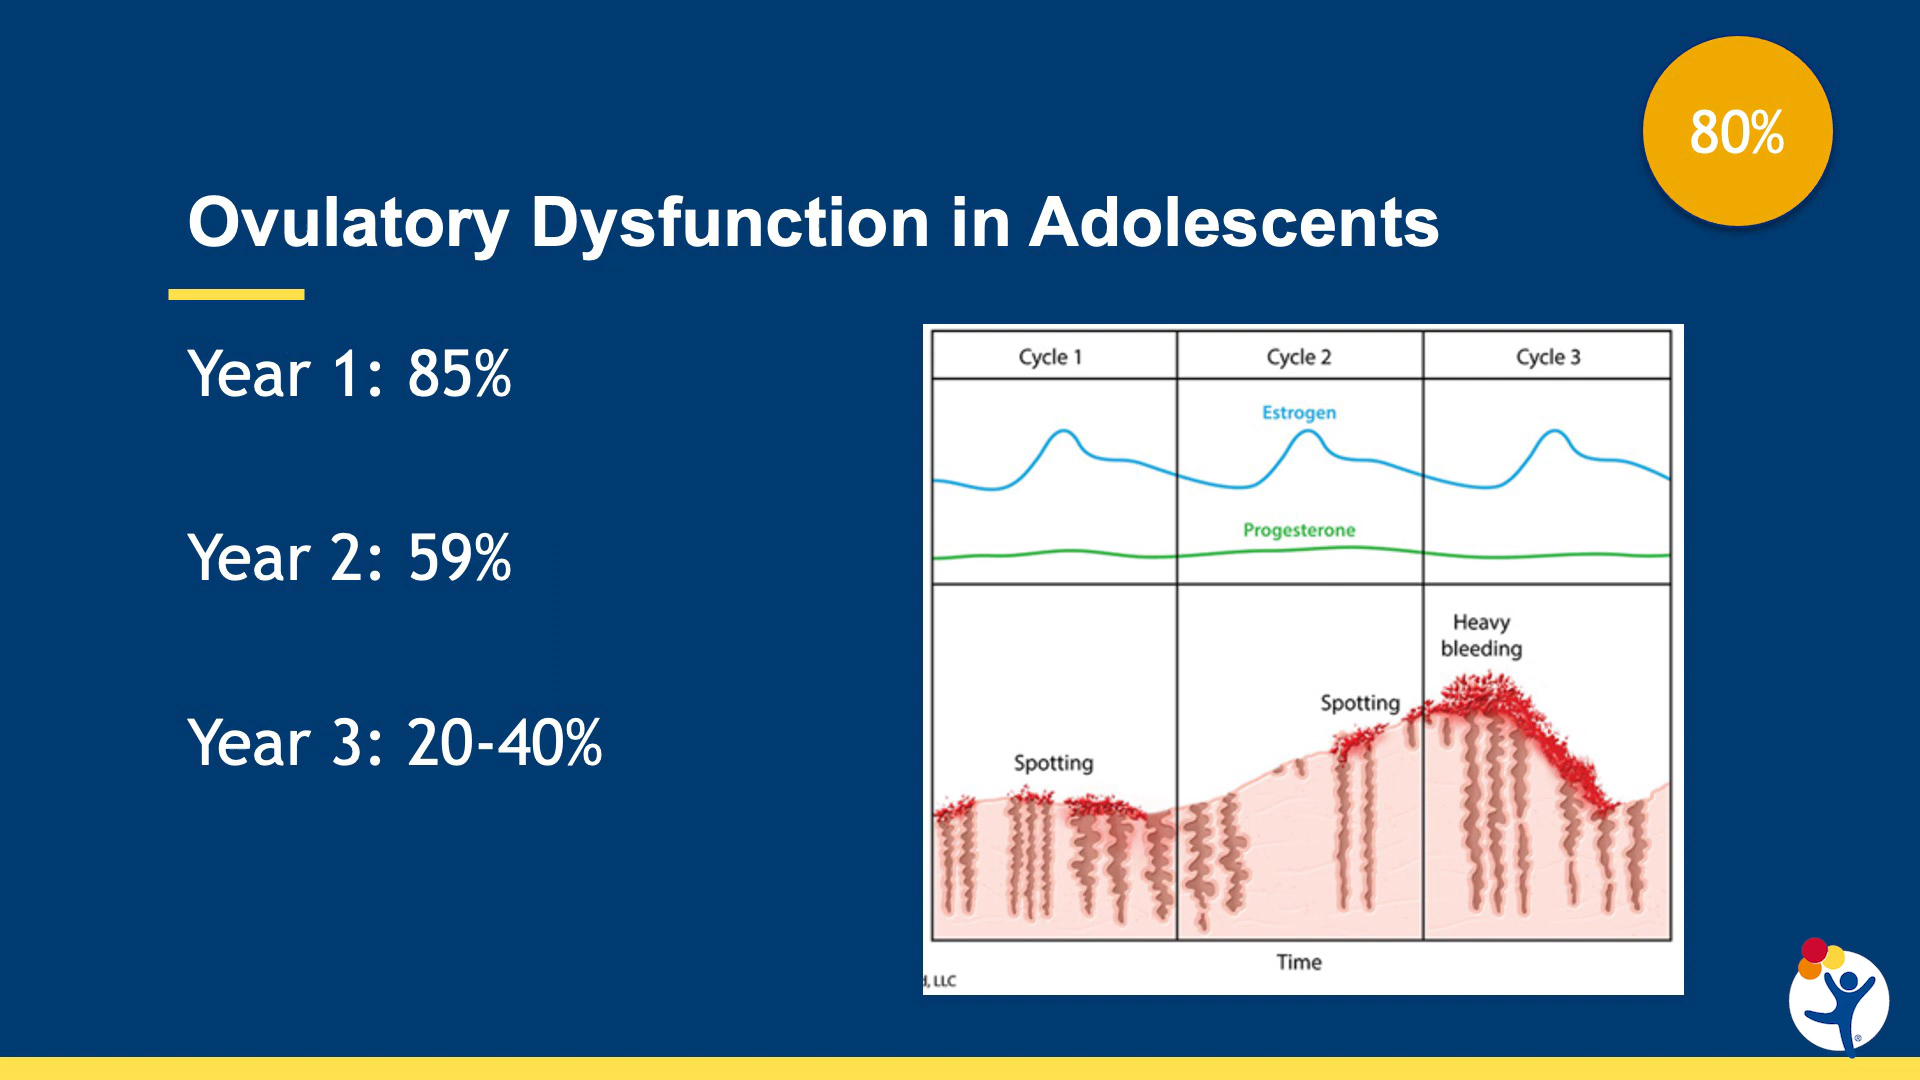 80%
Ovulatory Dysfunction in Adolescents
Year 1: 85%
Year 2: 59%
Year 3: 20-40%
Cycle 1
Cycle 2
Cycle 3
Estrogen
Progesterone
Heavy
bleeding
Spotting
Spotting
Time
, LLC
®